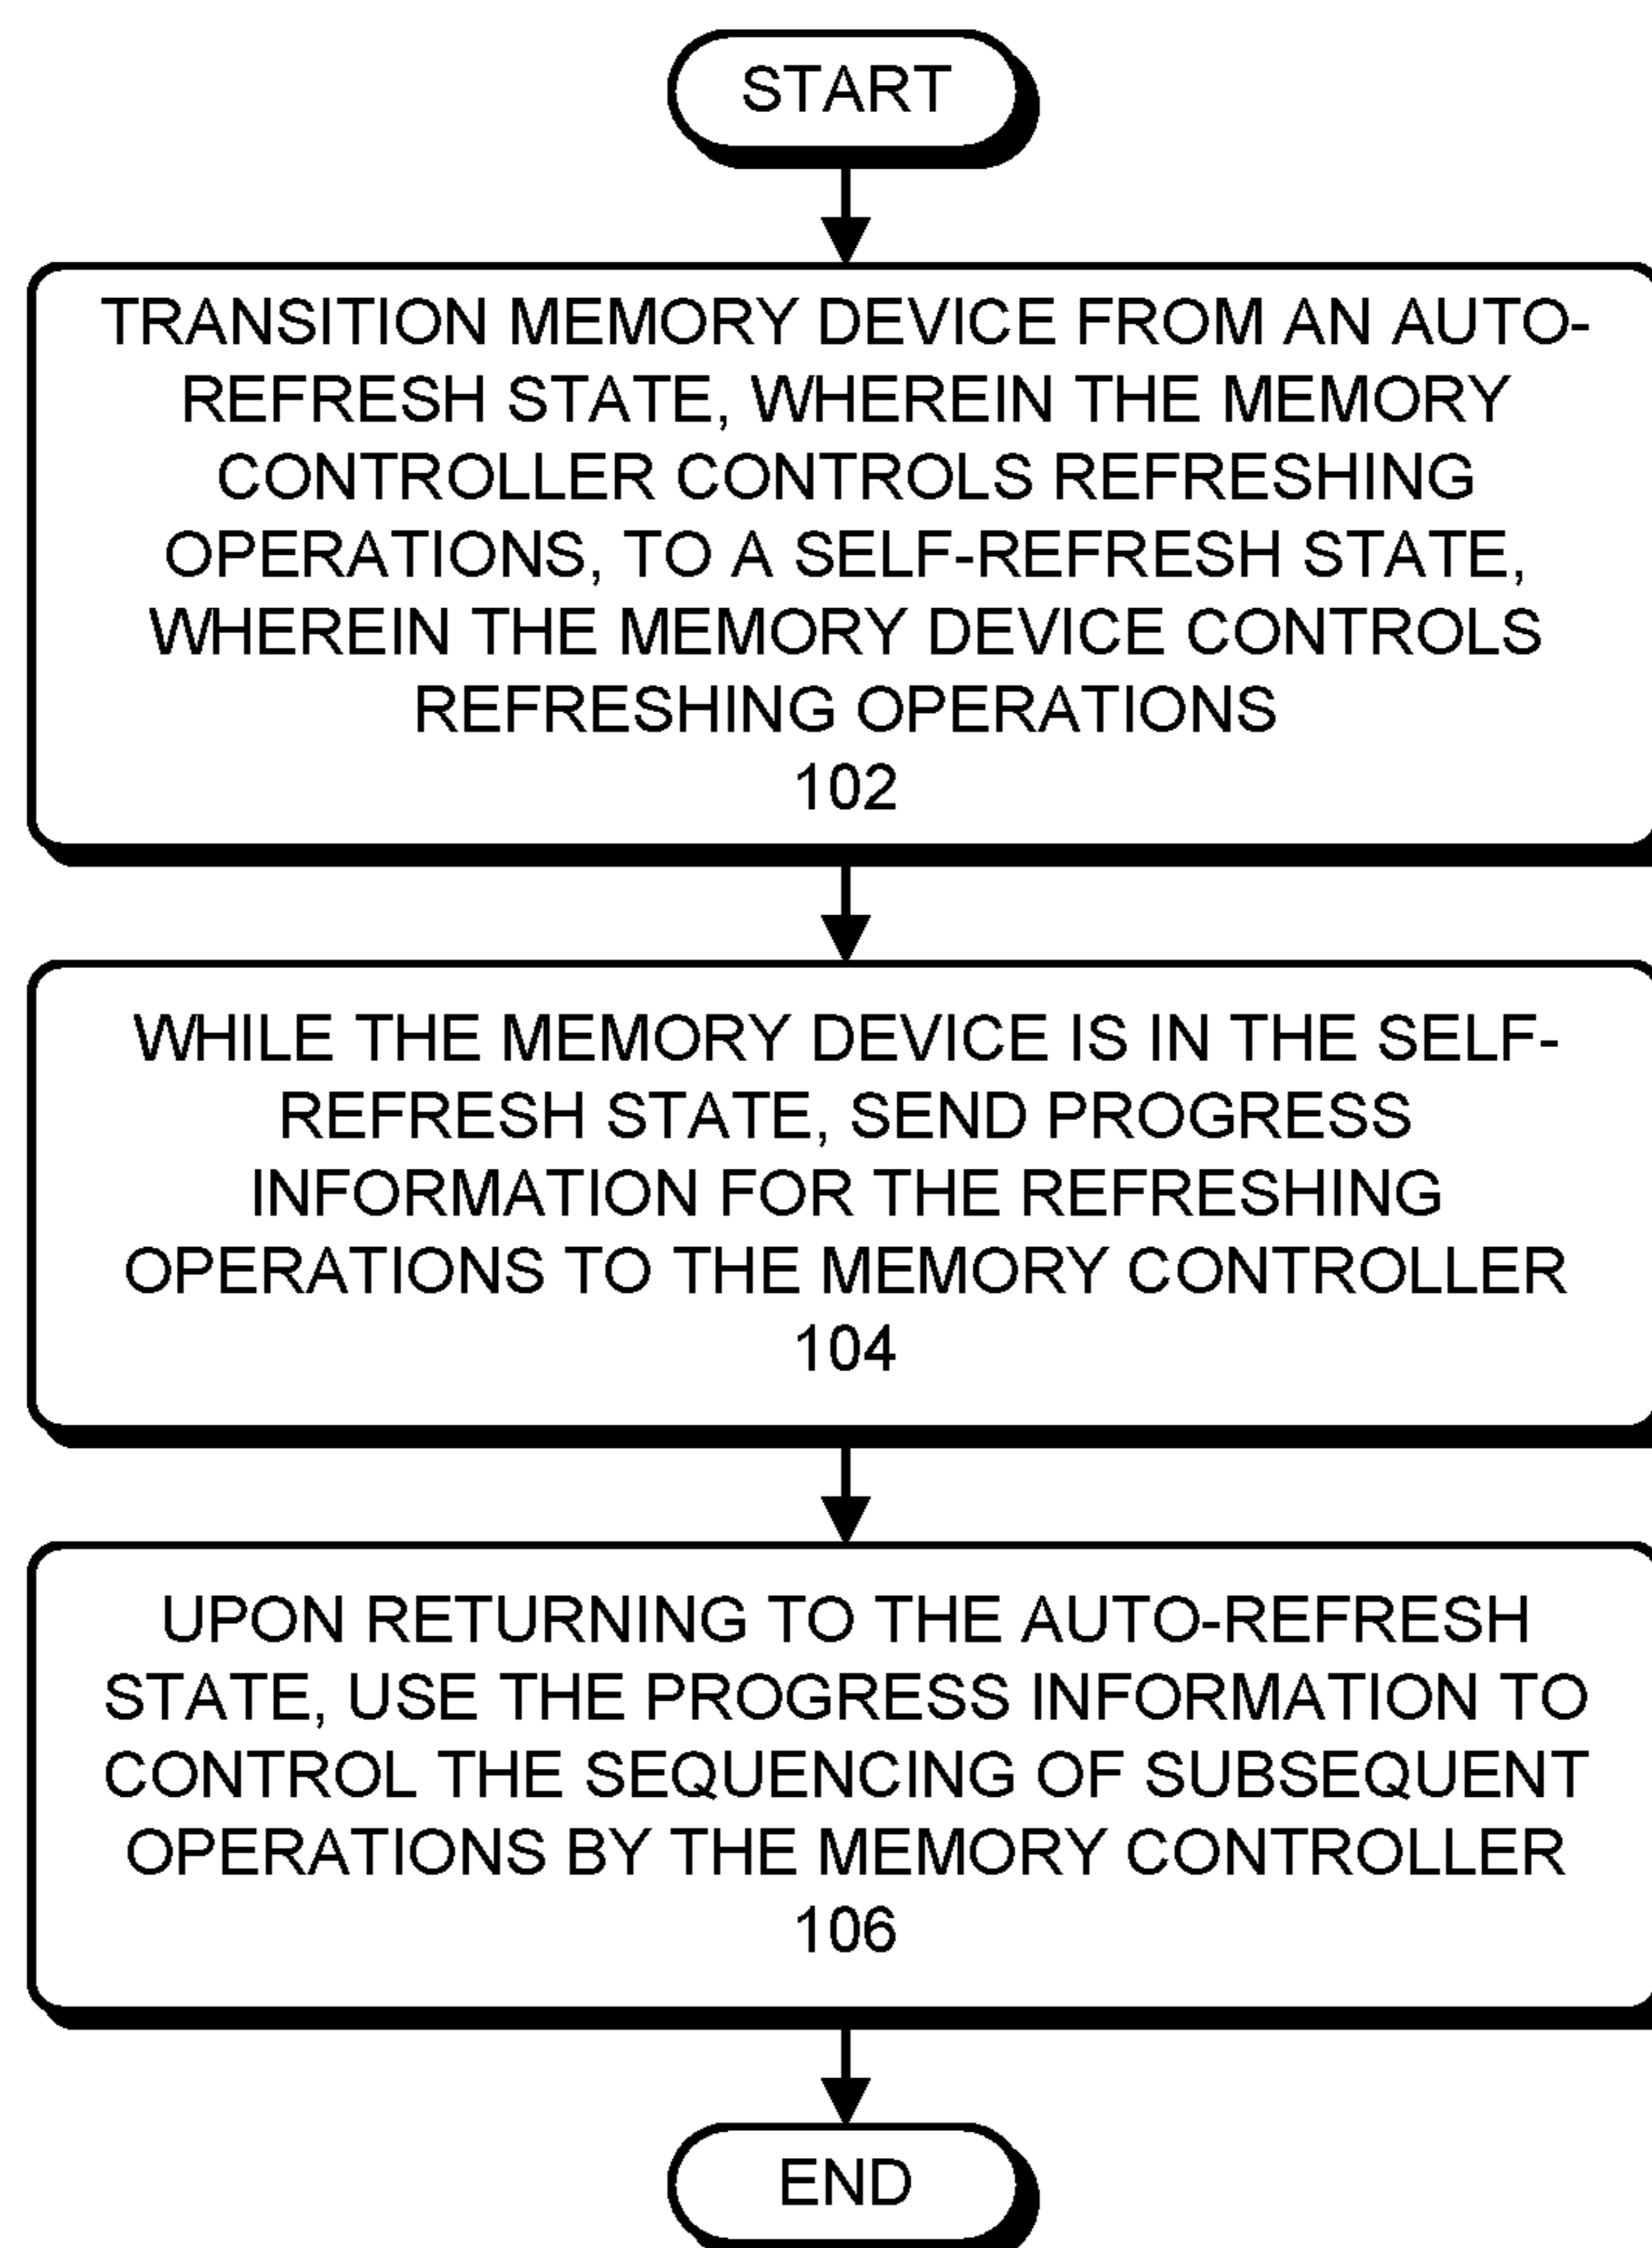 START
TRANSITION MEMORY DEVICE FROM AN AUTO-
REFRESH STATE, WHEREIN THE MEMORY
CONTROLLER CONTROLS REFRESHING
OPERATIONS, TO A SELF-REFRESH STATE,
WHEREIN THE MEMORY DEVICE CONTROLS
REFRESHING OPERATIONS
102
WHILE THE MEMORY DEVICE IS IN THE SELF-
REFRESH STATE, SEND PROGRESS
INFORMATION FOR THE REFRESHING
OPERATIONS TO THE MEMORY CONTROLLER
104
UPON RETURNING TO THE AUTO-REFRESH
STATE, USE THE PROGRESS INFORMATION TO
CONTROL THE SEQUENCING OF SUBSEQUENT
OPERATIONS BY THE MEMORY CONTROLLER
106
END